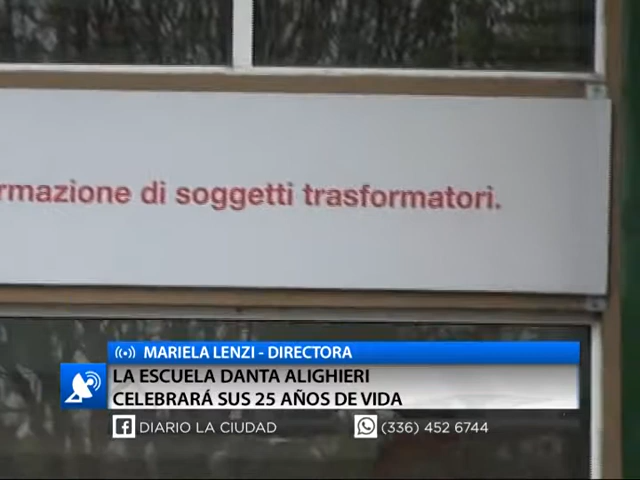 di soggetti trasformatori.
MARIELA LENZI - DIRECTORA
LA ESCUELA DANTA ALIGHIERI
CELEBRARÁ SUS 25 AÑOS DE VIDA
DIARIO LA CIUDAD (336) 452 6744